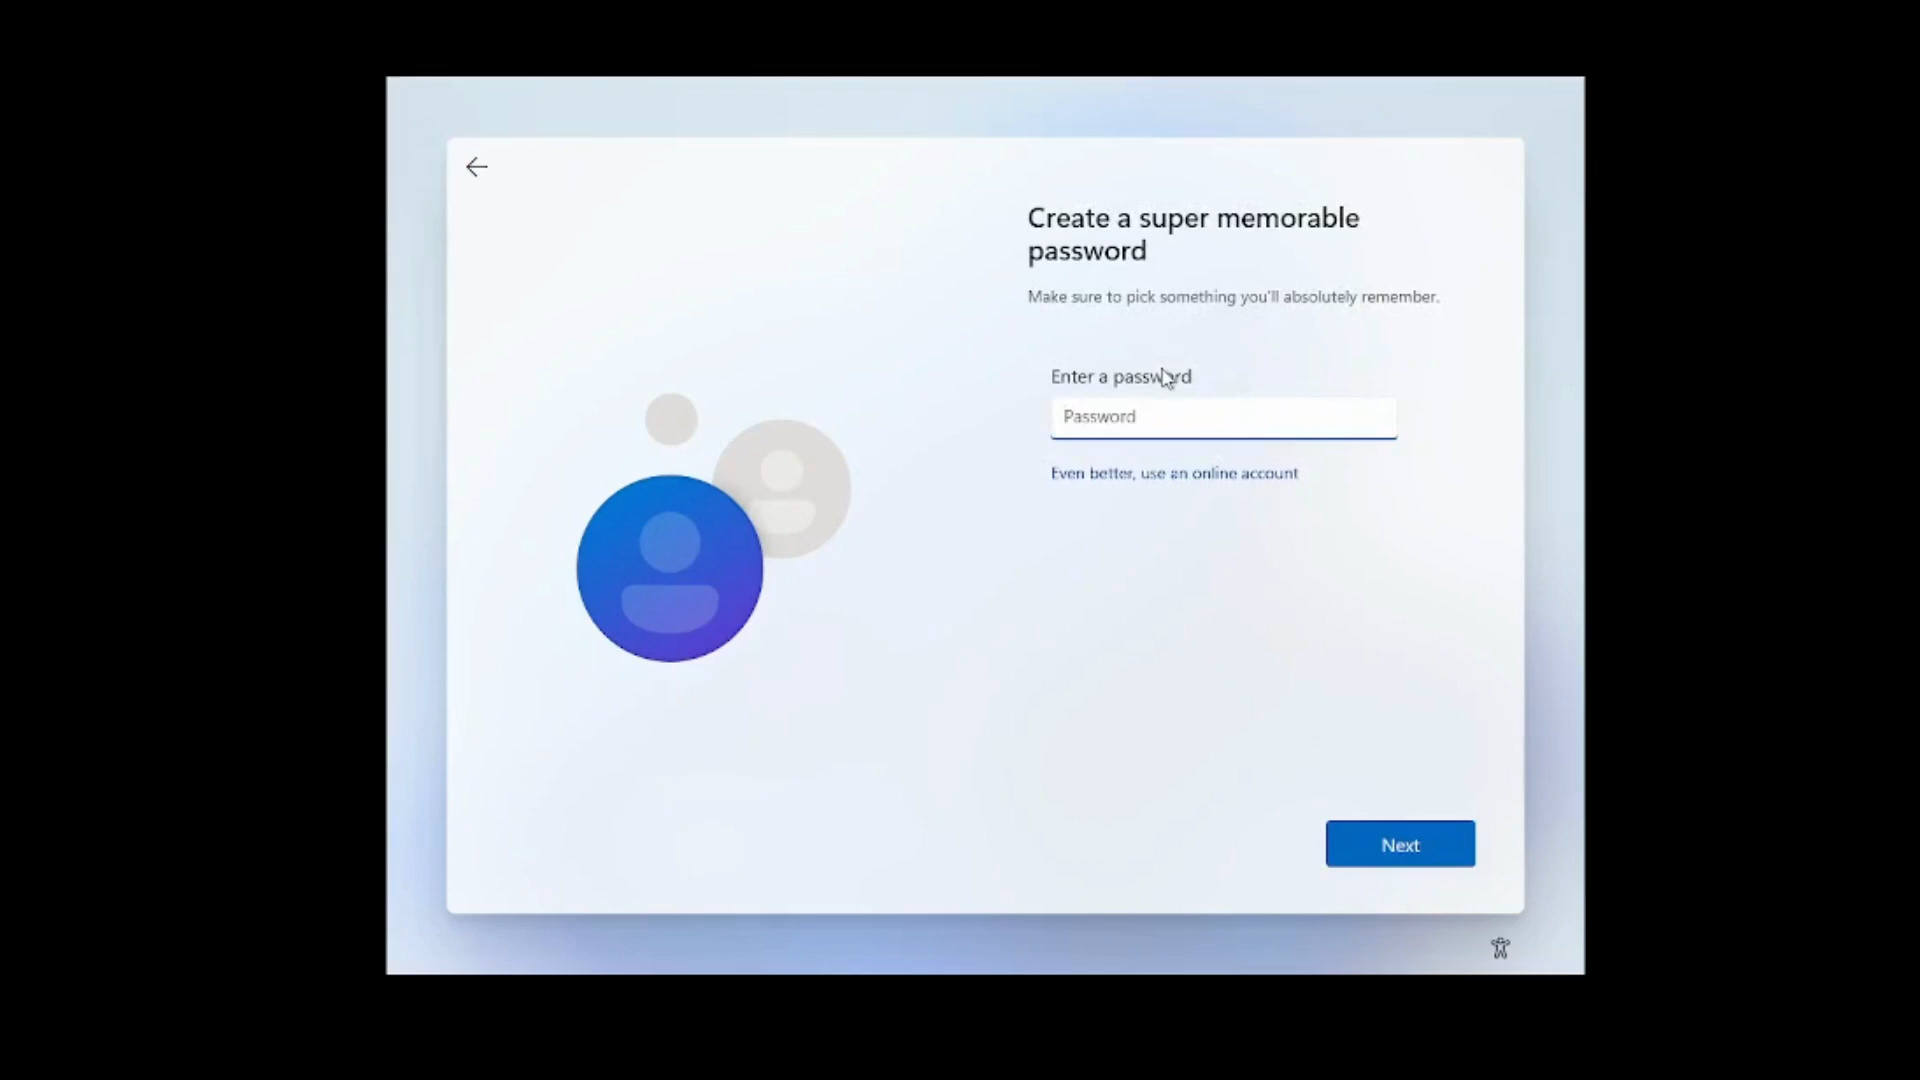 Create a super memorable
password
Make sure to pick something you'll absolutely remember.
Enter a password
Password
Even better, use an online account
Next